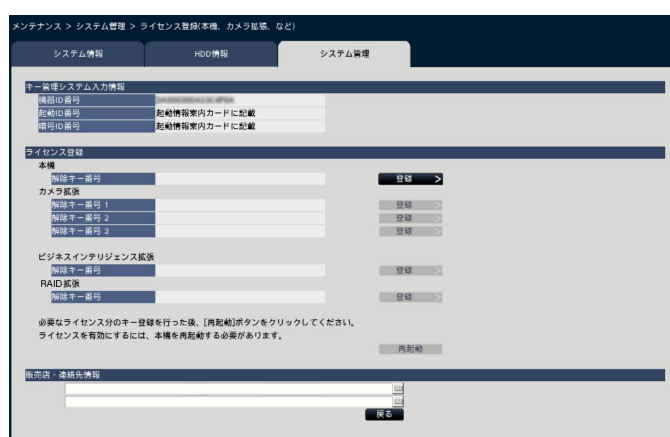 メンテナンス > システム管理 > ライセンス登録(本機、カメラ拡張、など)
システム情報 HDD情報 システム管理
キー管理システム入力情報
機器ID番号
起動ID番号 起動情報案内カードに記載
暗号ID番号 起動情報案内カードに記載
ライセンス登録
本機
解除キー番号 登録 >
カメラ拡張
解除キー番号 1 登録 >
解除キー番号 2 登録 >
解除キー番号 3 登録 >
ビジネスインテリジェンス拡張
解除キー番号 登録 >
RAID拡張
解除キー番号 登録 >
必要なライセンス分のキー登録を行った後、[再起動]ボタンをクリックしてください。
ライセンスを有効にするには、本機を再起動する必要があります。
再起動
販売店・連絡先情報
戻る